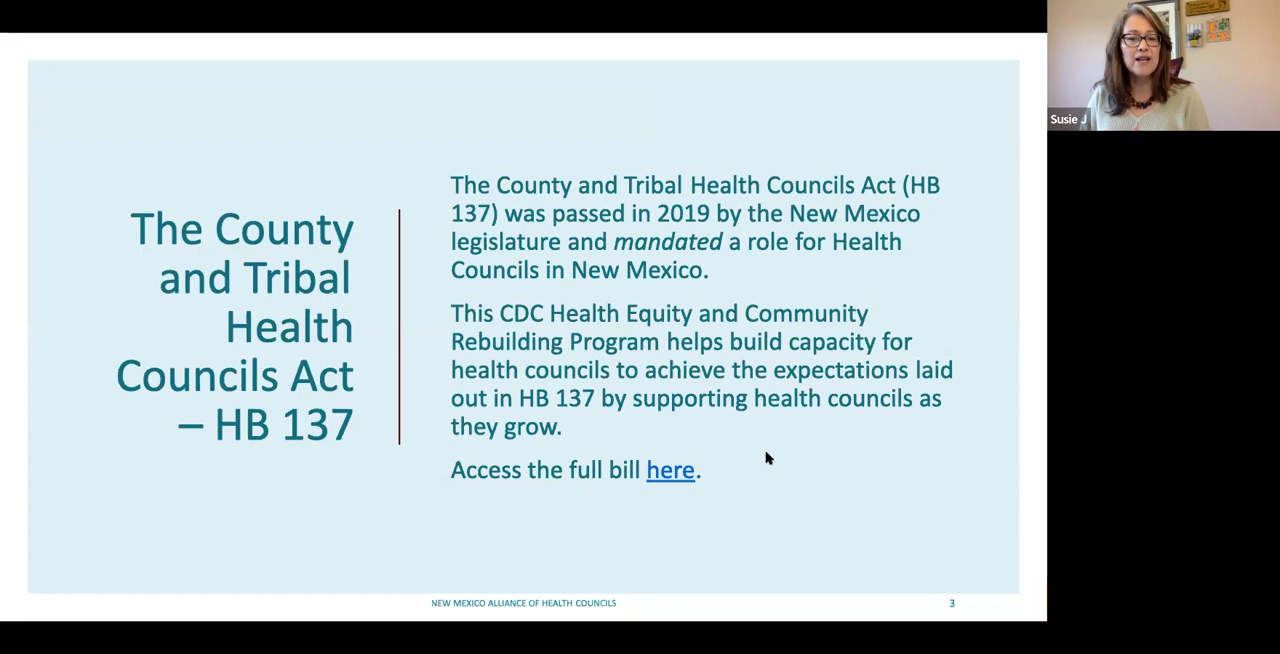 The County
and Tribal
Health
Councils Act
– HB 137
The County and Tribal Health Councils Act (HB
137) was passed in 2019 by the New Mexico
legislature and mandated a role for Health
Councils in New Mexico.
This CDC Health Equity and Community
Rebuilding Program helps build capacity for
health councils to achieve the expectations laid
out in HB 137 by supporting health councils as
they grow.
Access the full bill here.
NEW MEXICO ALLIANCE OF HEALTH COUNCILS
3
Susie J